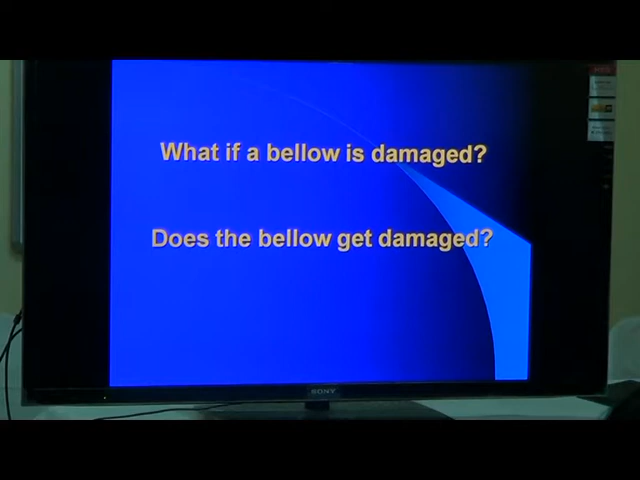 What if a bellow is damaged?
Does the bellow get damaged?
SONY